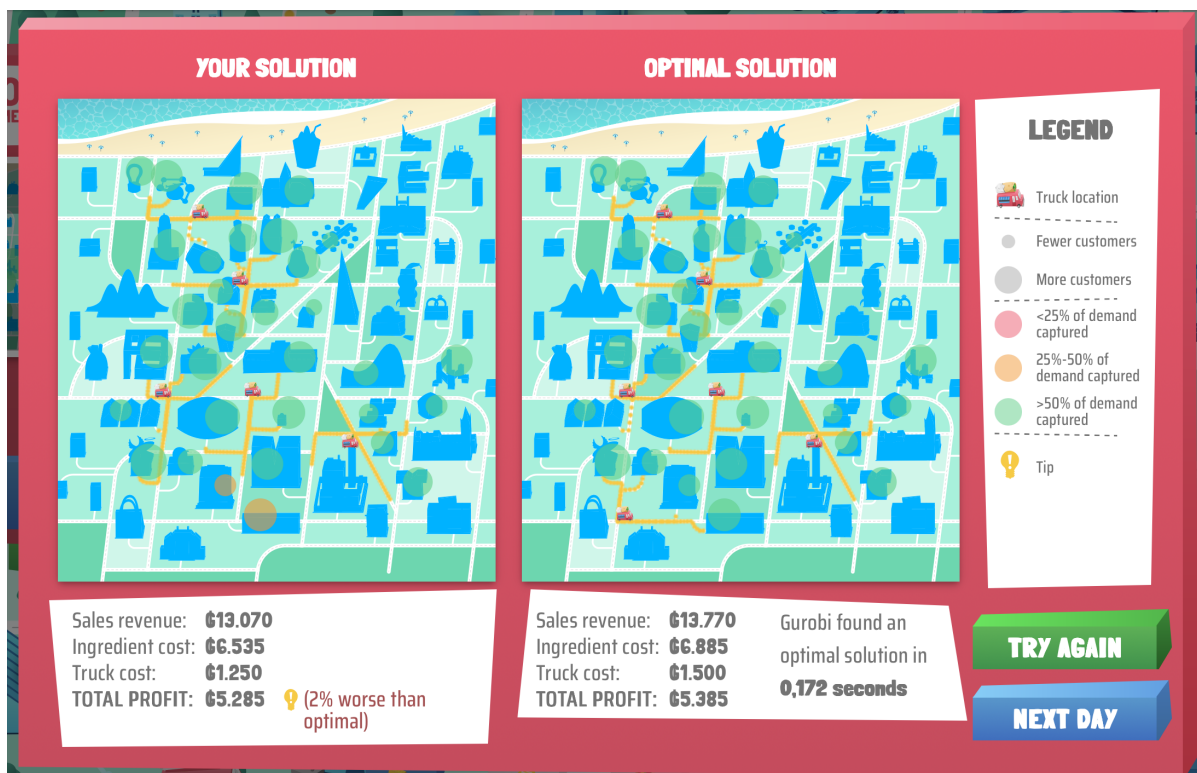 YOUR SOLUTION
OPTIMAL SOLUTION
LEGEND
Truck location
Fewer customers
More customers
<25% of demand
captured
25%-50% of
demand captured
>50% of demand
captured
Tip
Sales revenue: ₲13.070
Ingredient cost: ₲6.535
Truck cost: ₲1.250
TOTAL PROFIT: ₲5.285
(2% worse than
optimal)
Sales revenue: ₲13.770
Ingredient cost: ₲6.885
Truck cost: ₲1.500
TOTAL PROFIT: ₲5.385
Gurobi found an
optimal solution in
0,172 seconds
TRY AGAIN
NEXT DAY